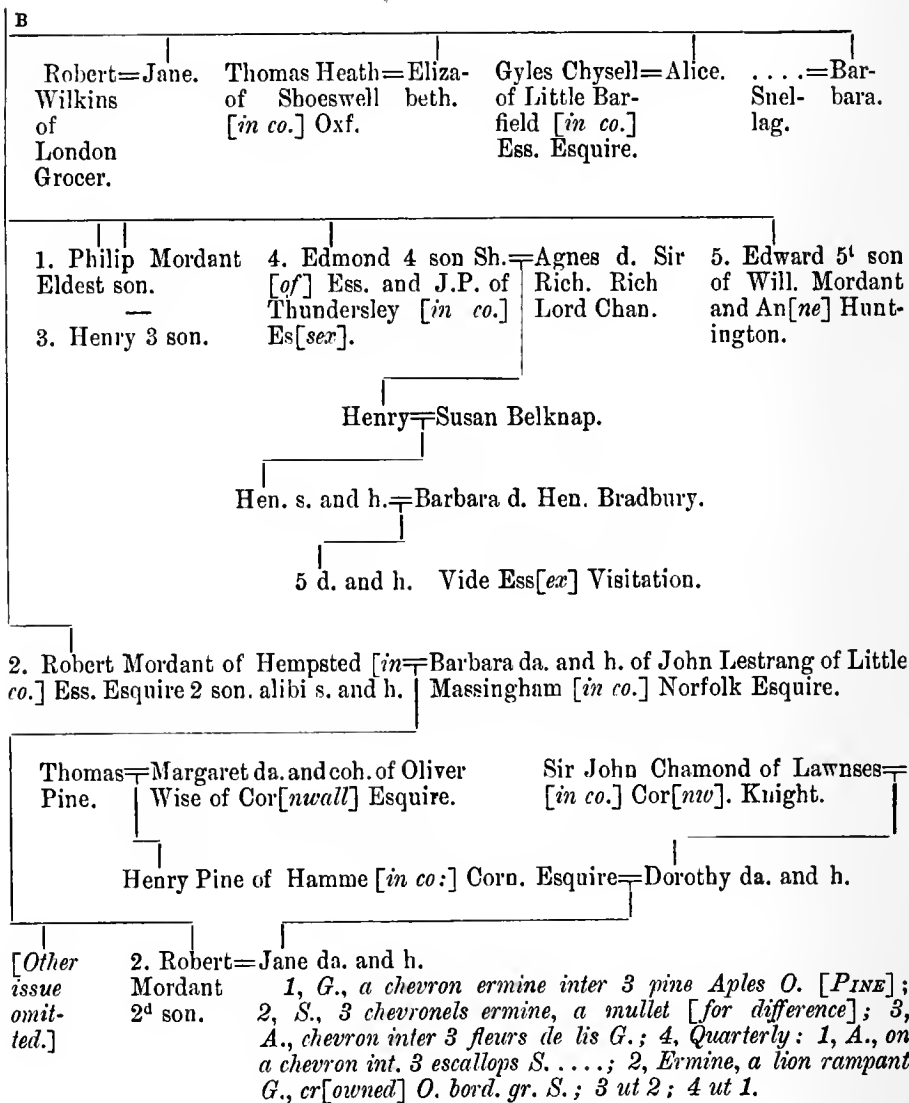 B
Robert=Jane. Thomas Heath=Eliza- Gyles Chysell=Alice. . . . .=Bar-
Wilkins of Shoeswell beth. of Little Bar- Snel- bara.
of [in co.] Oxf. field [in co.] lag.
London Ess. Esquire.
Grocer.
1. Philip Mordant 4. Edmond 4 son Sh.=Agnes d. Sir 5. Edward 5t son
Eldest son. [of] Ess. and J.P. of Rich. Rich of Will. Mordant
— Thundersley [in co.] Lord Chan. and An[ne] Hunt-
3. Henry 3 son. Es[sex]. ington.
Henry=Susan Belknap.
Hen. s. and h.=Barbara d. Hen. Bradbury.
5 d. and h. Vide Ess[ex] Visitation.
2. Robert Mordant of Hempsted [in=Barbara da. and h. of John Lestrang of Little
co.] Ess. Esquire 2 son. alibi s. and h. Massingham [in co.] Norfolk Esquire.
Thomas=Margaret da. and coh. of Oliver Sir John Chamond of Lawnses=
Pine. Wise of Cor[nwall] Esquire. [in co.] Cor[nw]. Knight.
Henry Pine of Hamme [in co:] Corn. Esquire=Dorothy da. and h.
[Other 2. Robert=Jane da. and h.
issue Mordant 1, G., a chevron ermine inter 3 pine Aples O. [PINE];
omit- 2d son. 2, S., 3 chevronels ermine, a mullet [for difference]; 3,
ted.] A., chevron inter 3 fleurs de lis G.; 4, Quarterly: 1, A., on
a chevron int. 3 escallops S. . . . .; 2, Ermine, a lion rampant
G., cr[owned] O. bord. gr. S.; 3 ut 2; 4 ut 1.